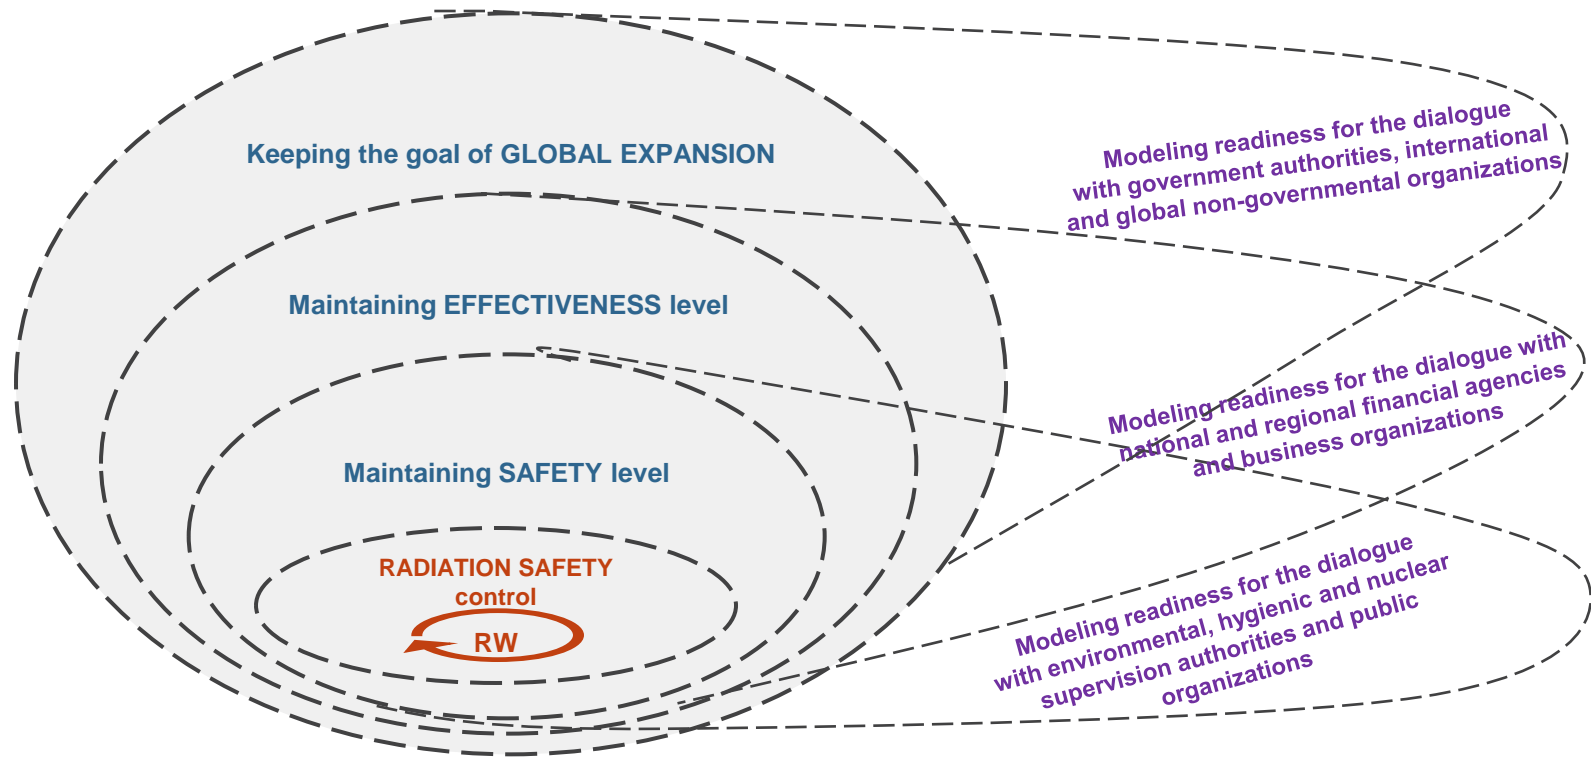 Keeping the goal of GLOBAL EXPANSION
Maintaining EFFECTIVENESS level
Maintaining SAFETY level
RADIATION SAFETY
control
RW
Modeling readiness for the dialogue
with government authorities, international
and global non-governmental organizations
Modeling readiness for the dialogue with
national and regional financial agencies
and business organizations
Modeling readiness for the dialogue
with environmental, hygienic and nuclear
supervision authorities and public
organizations